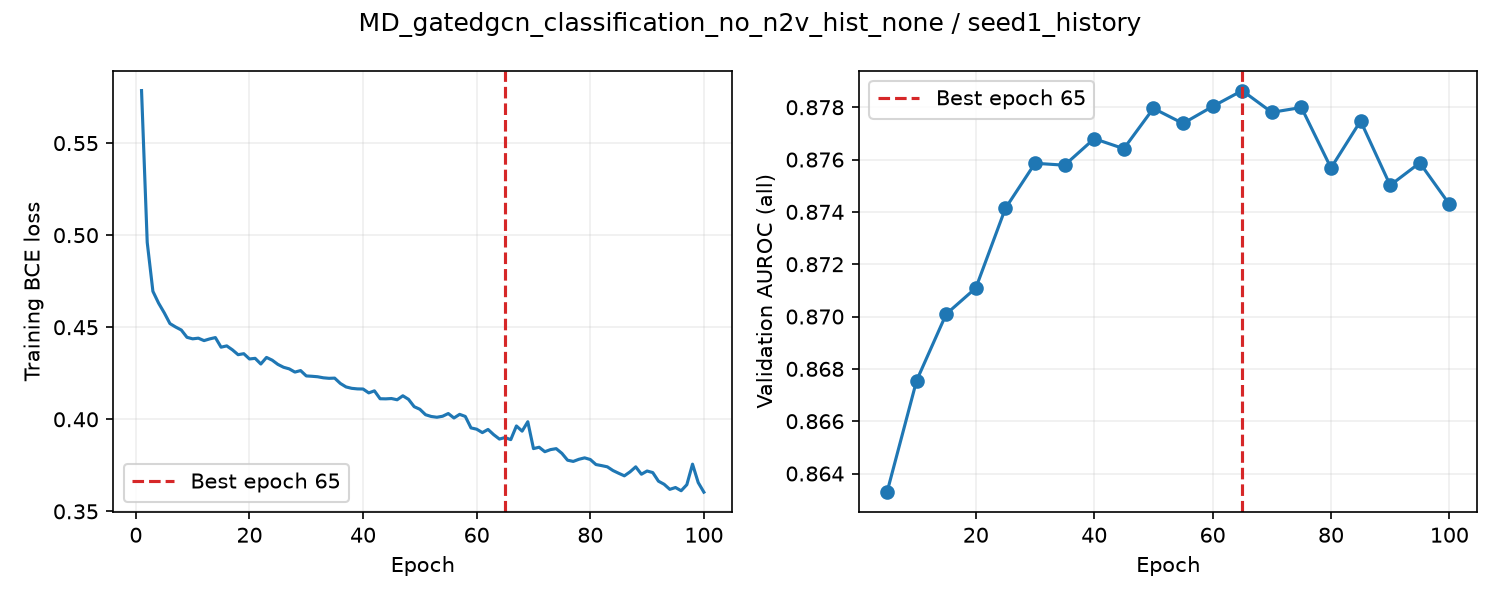 MD_gatedgcn_classification_no_n2v_hist_none / seed1_history
Training BCE loss
0.55
0.50
0.45
0.40
0.35
Best epoch 65
0 20 40 60 80 100
Epoch
Validation AUROC (all)
0.878
0.876
0.874
0.872
0.870
0.868
0.866
0.864
Best epoch 65
20 40 60 80 100
Epoch